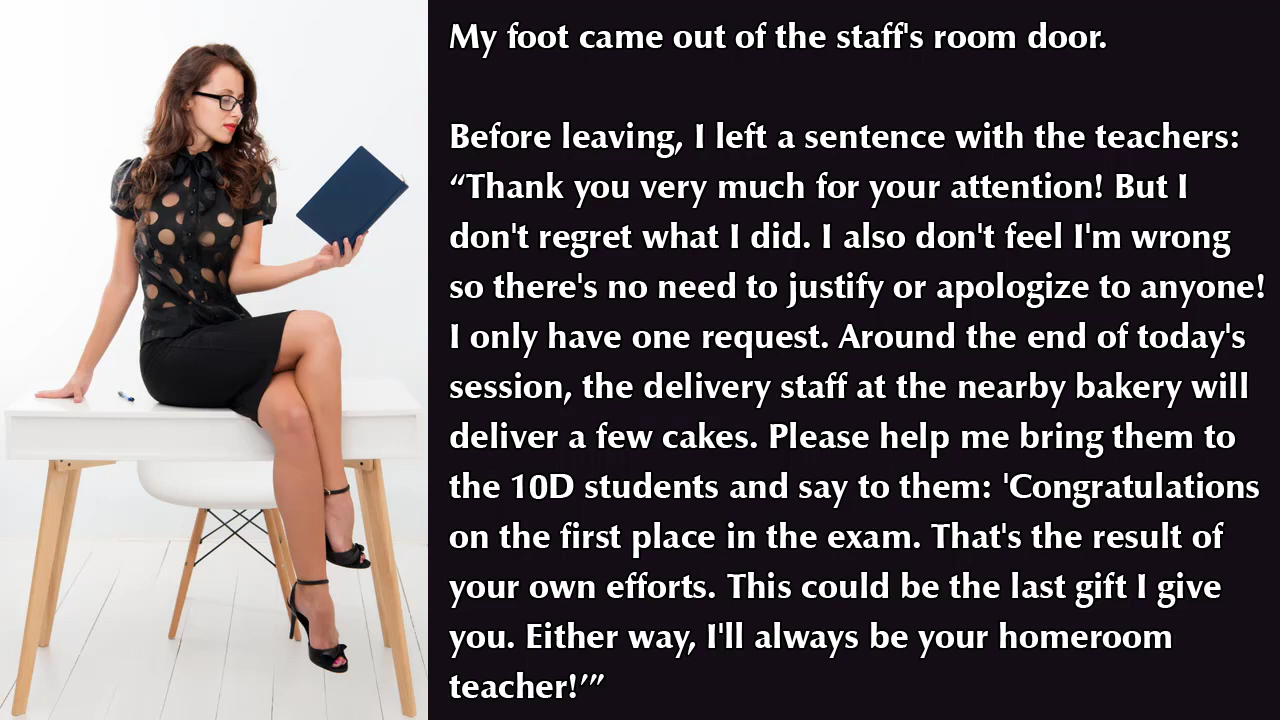 My foot came out of the staff's room door.
Before leaving, I left a sentence with the teachers:
“Thank you very much for your attention! But I
don't regret what I did. I also don't feel I'm wrong
so there's no need to justify or apologize to anyone!
I only have one request. Around the end of today's
session, the delivery staff at the nearby bakery will
deliver a few cakes. Please help me bring them to
the 10D students and say to them: 'Congratulations
on the first place in the exam. That's the result of
your own efforts. This could be the last gift I give
you. Either way, I'll always be your homeroom
teacher!’”